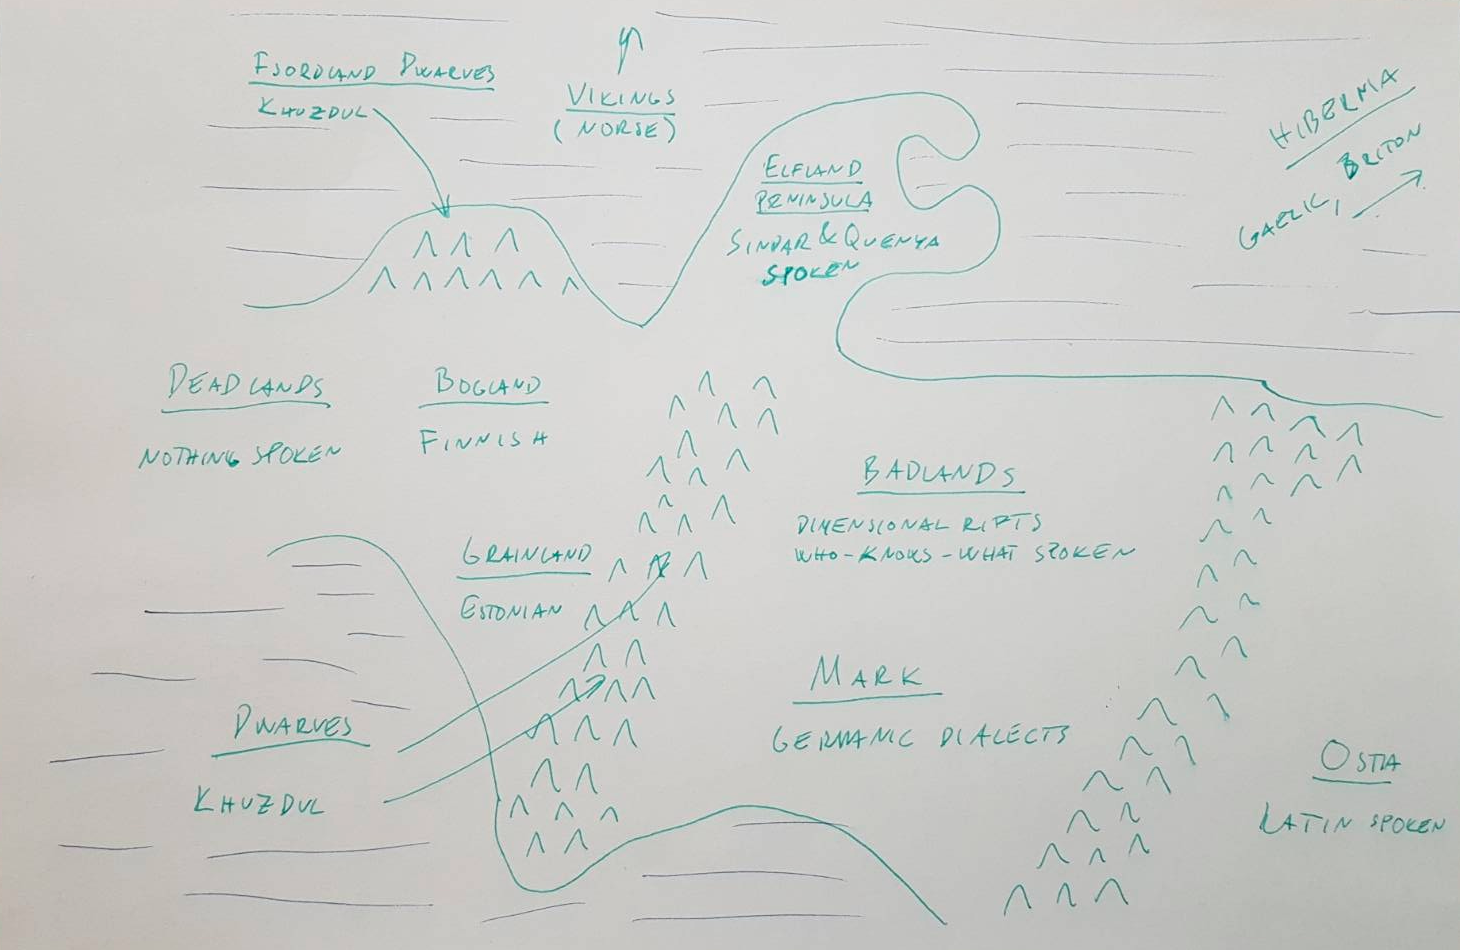 FJORDLAND DWARVES
KHUZDUL
VIKINGS
(NORSE)
HIBERNIA
GAELIC, BRITON
ELFLAND
PENINSULA
SINDAR & QUENYA
SPOKEN
DEADLANDS
NOTHING SPOKEN
BOGLAND
FINNISH
BADLANDS
DIMENSIONAL RIFTS
WHO-KNOWS-WHAT SPOKEN
GRAINLAND
ESTONIAN
MARK
GERMANIC DIALECTS
DWARVES
KHUZDUL
OSTIA
LATIN SPOKEN